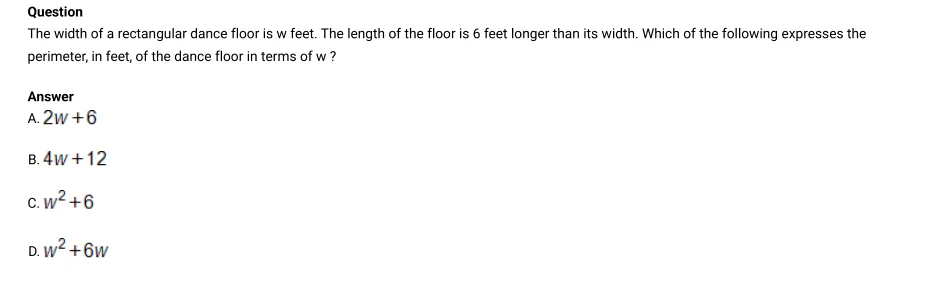 Question
The width of a rectangular dance floor is w feet. The length of the floor is 6 feet longer than its width. Which of the following expresses the
perimeter, in feet, of the dance floor in terms of w ?
Answer
A. 2w+6
B. 4w+12
C. w²+6
D. w²+6w